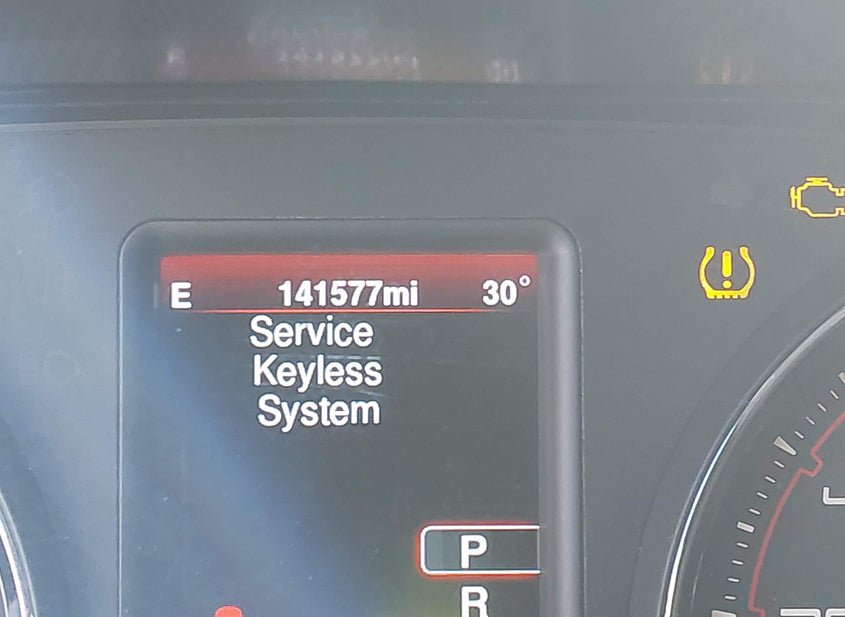 E 141577mi 30°
Service
Keyless
System
P
R